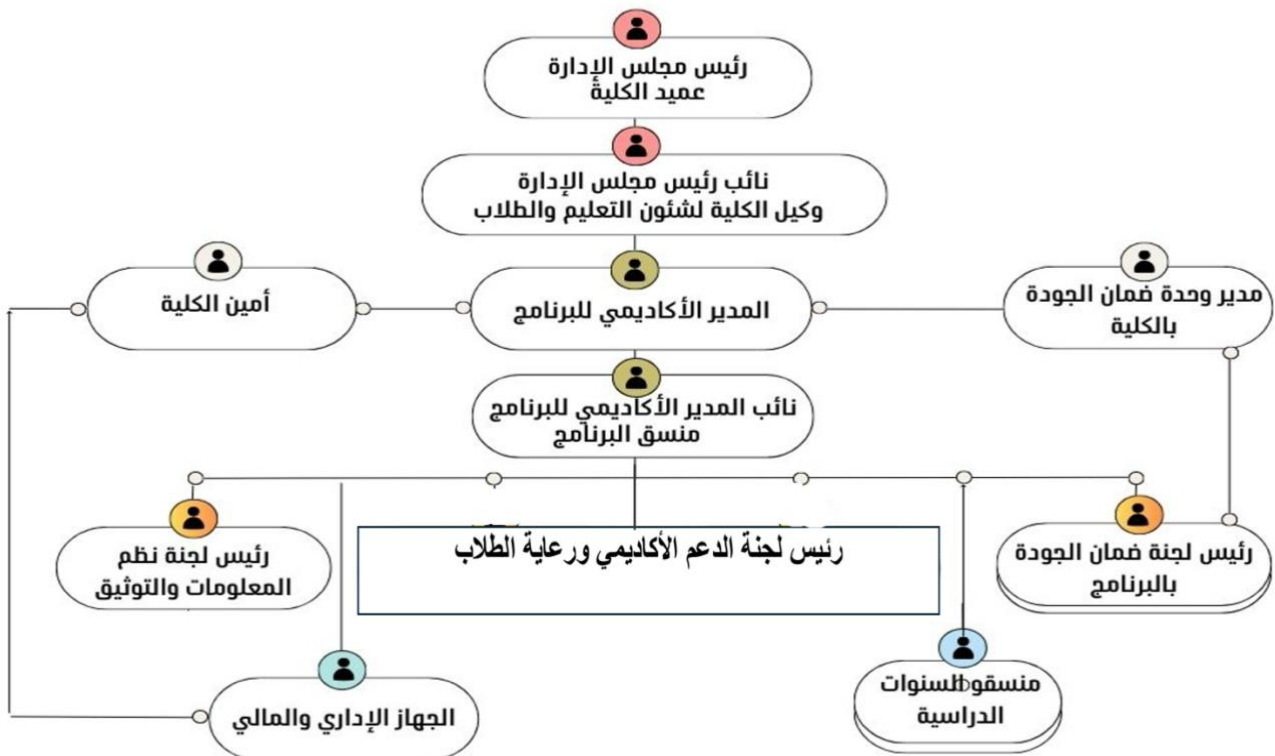 رئيس مجلس الإدارة
عميد الكلية
نائب رئيس مجلس الإدارة
وكيل الكلية لشئون التعليم والطلاب
مدير وحدة ضمان الجودة
بالكلية
المدير الأكاديمي للبرنامج
أمين الكلية
نائب المدير الأكاديمي للبرنامج
منسق البرنامج
رئيس لجنة ضمان الجودة
بالبرنامج
رئيس لجنة الدعم الأكاديمي ورعاية الطلاب
رئيس لجنة نظم
المعلومات والتوثيق
منسقو السنوات
الدراسية
الجهاز الإداري والمالي